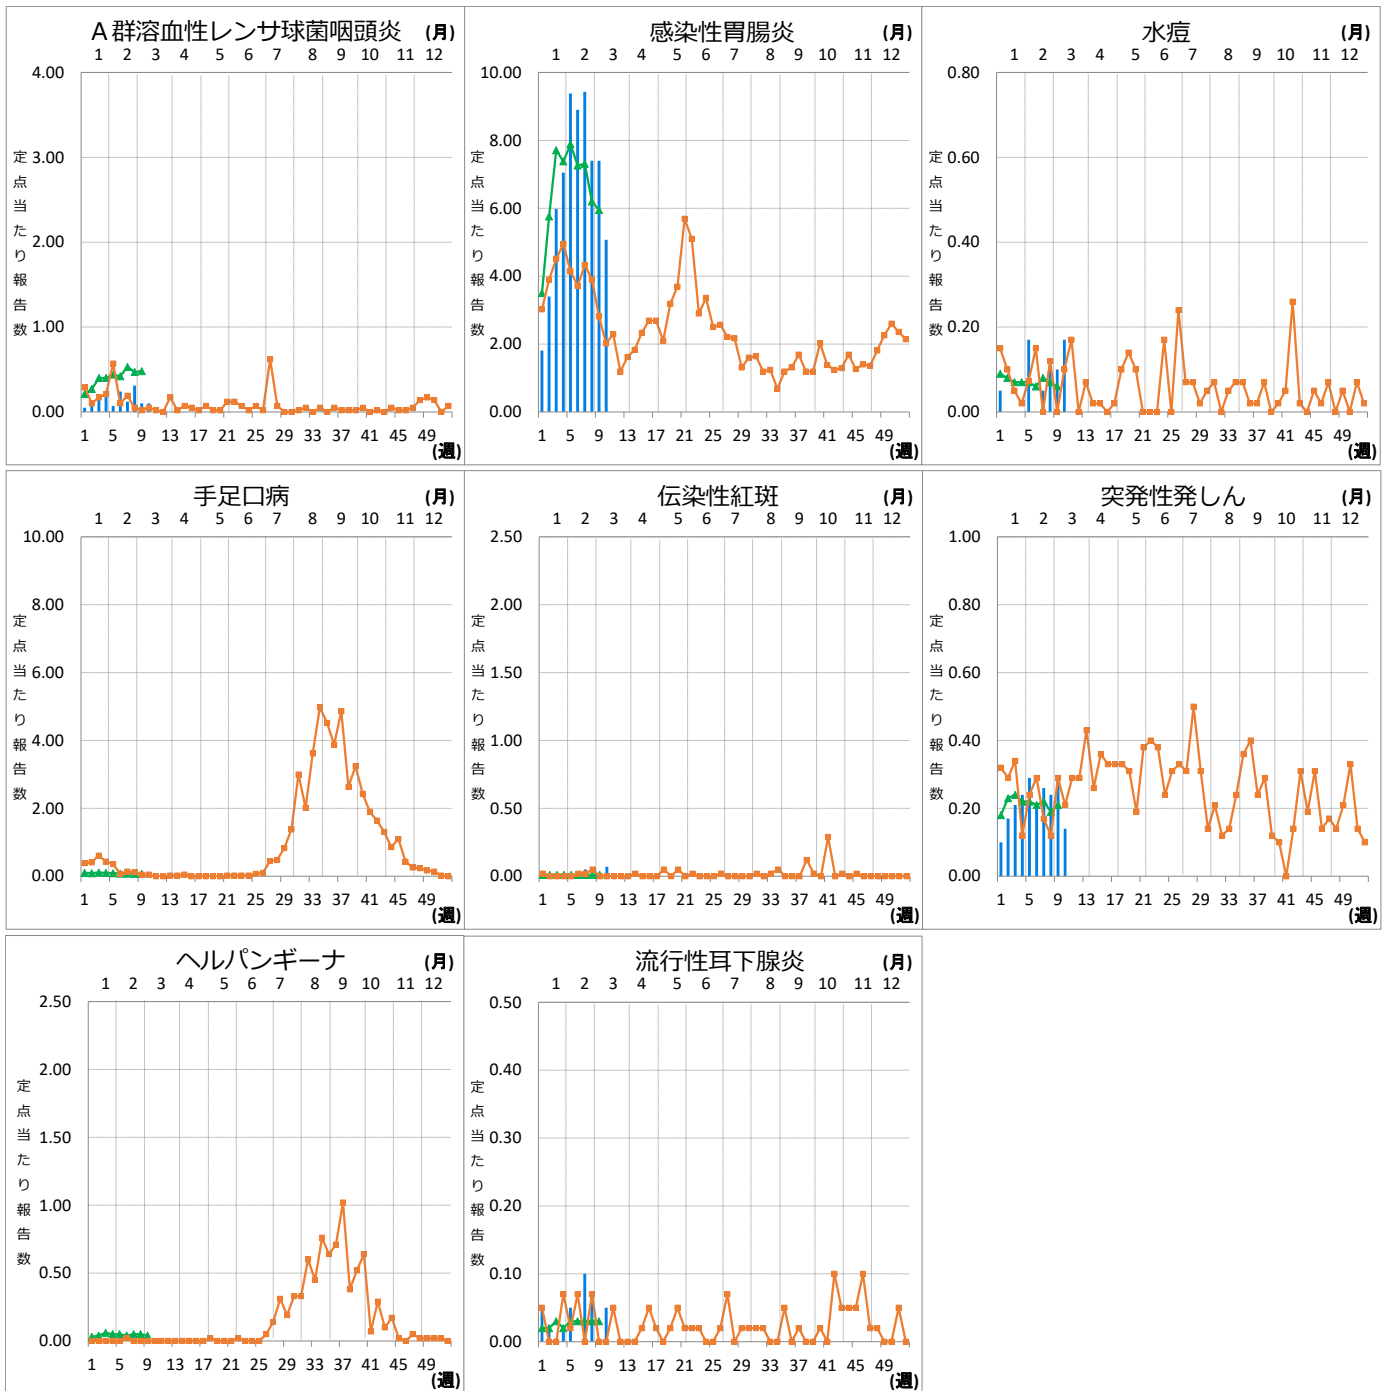 A群溶血性レンサ球菌咽頭炎 (月)
1 2 3 4 5 6 7 8 9 10 11 12
4.00
3.00
2.00
1.00
0.00
定点当たり報告数
1 5 9 13 17 21 25 29 33 37 41 45 49
(週)
感染性胃腸炎 (月)
1 2 3 4 5 6 7 8 9 10 11 12
10.00
8.00
6.00
4.00
2.00
0.00
定点当たり報告数
1 5 9 13 17 21 25 29 33 37 41 45 49
(週)
水痘 (月)
1 2 3 4 5 6 7 8 9 10 11 12
0.80
0.60
0.40
0.20
0.00
定点当たり報告数
1 5 9 13 17 21 25 29 33 37 41 45 49
(週)
手足口病 (月)
1 2 3 4 5 6 7 8 9 10 11 12
10.00
8.00
6.00
4.00
2.00
0.00
定点当たり報告数
1 5 9 13 17 21 25 29 33 37 41 45 49
(週)
伝染性紅斑 (月)
1 2 3 4 5 6 7 8 9 10 11 12
2.50
2.00
1.50
1.00
0.50
0.00
定点当たり報告数
1 5 9 13 17 21 25 29 33 37 41 45 49
(週)
突発性発しん (月)
1 2 3 4 5 6 7 8 9 10 11 12
1.00
0.80
0.60
0.40
0.20
0.00
定点当たり報告数
1 5 9 13 17 21 25 29 33 37 41 45 49
(週)
ヘルパンギーナ (月)
1 2 3 4 5 6 7 8 9 10 11 12
2.50
2.00
1.50
1.00
0.50
0.00
定点当たり報告数
1 5 9 13 17 21 25 29 33 37 41 45 49
(週)
流行性耳下腺炎 (月)
1 2 3 4 5 6 7 8 9 10 11 12
0.50
0.40
0.30
0.20
0.10
0.00
定点当たり報告数
1 5 9 13 17 21 25 29 33 37 41 45 49
(週)